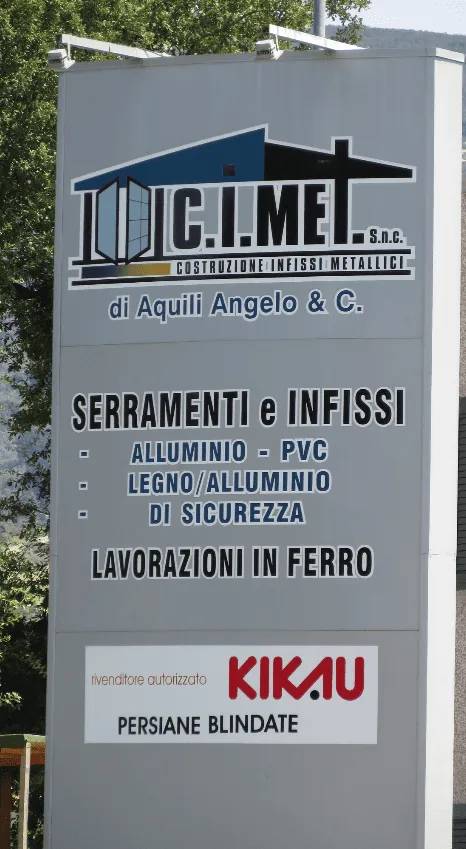 C.I.MET. S.n.c.
COSTRUZIONE INFISSI METALLICI
di Aquili Angelo & C.
SERRAMENTI e INFISSI
- ALLUMINIO - PVC
- LEGNO/ALLUMINIO
- DI SICUREZZA
LAVORAZIONI IN FERRO
rivenditore autorizzato KIKAU
PERSIANE BLINDATE